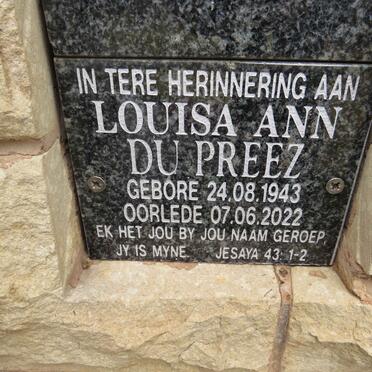 IN TERE HERINNERING AAN
LOUISA ANN
DU PREEZ
GEBORE 24.08.1943
OORLEDE 07.06.2022
EK HET JOU BY JOU NAAM GEROEP
JY IS MYNE. JESAYA 43: 1-2